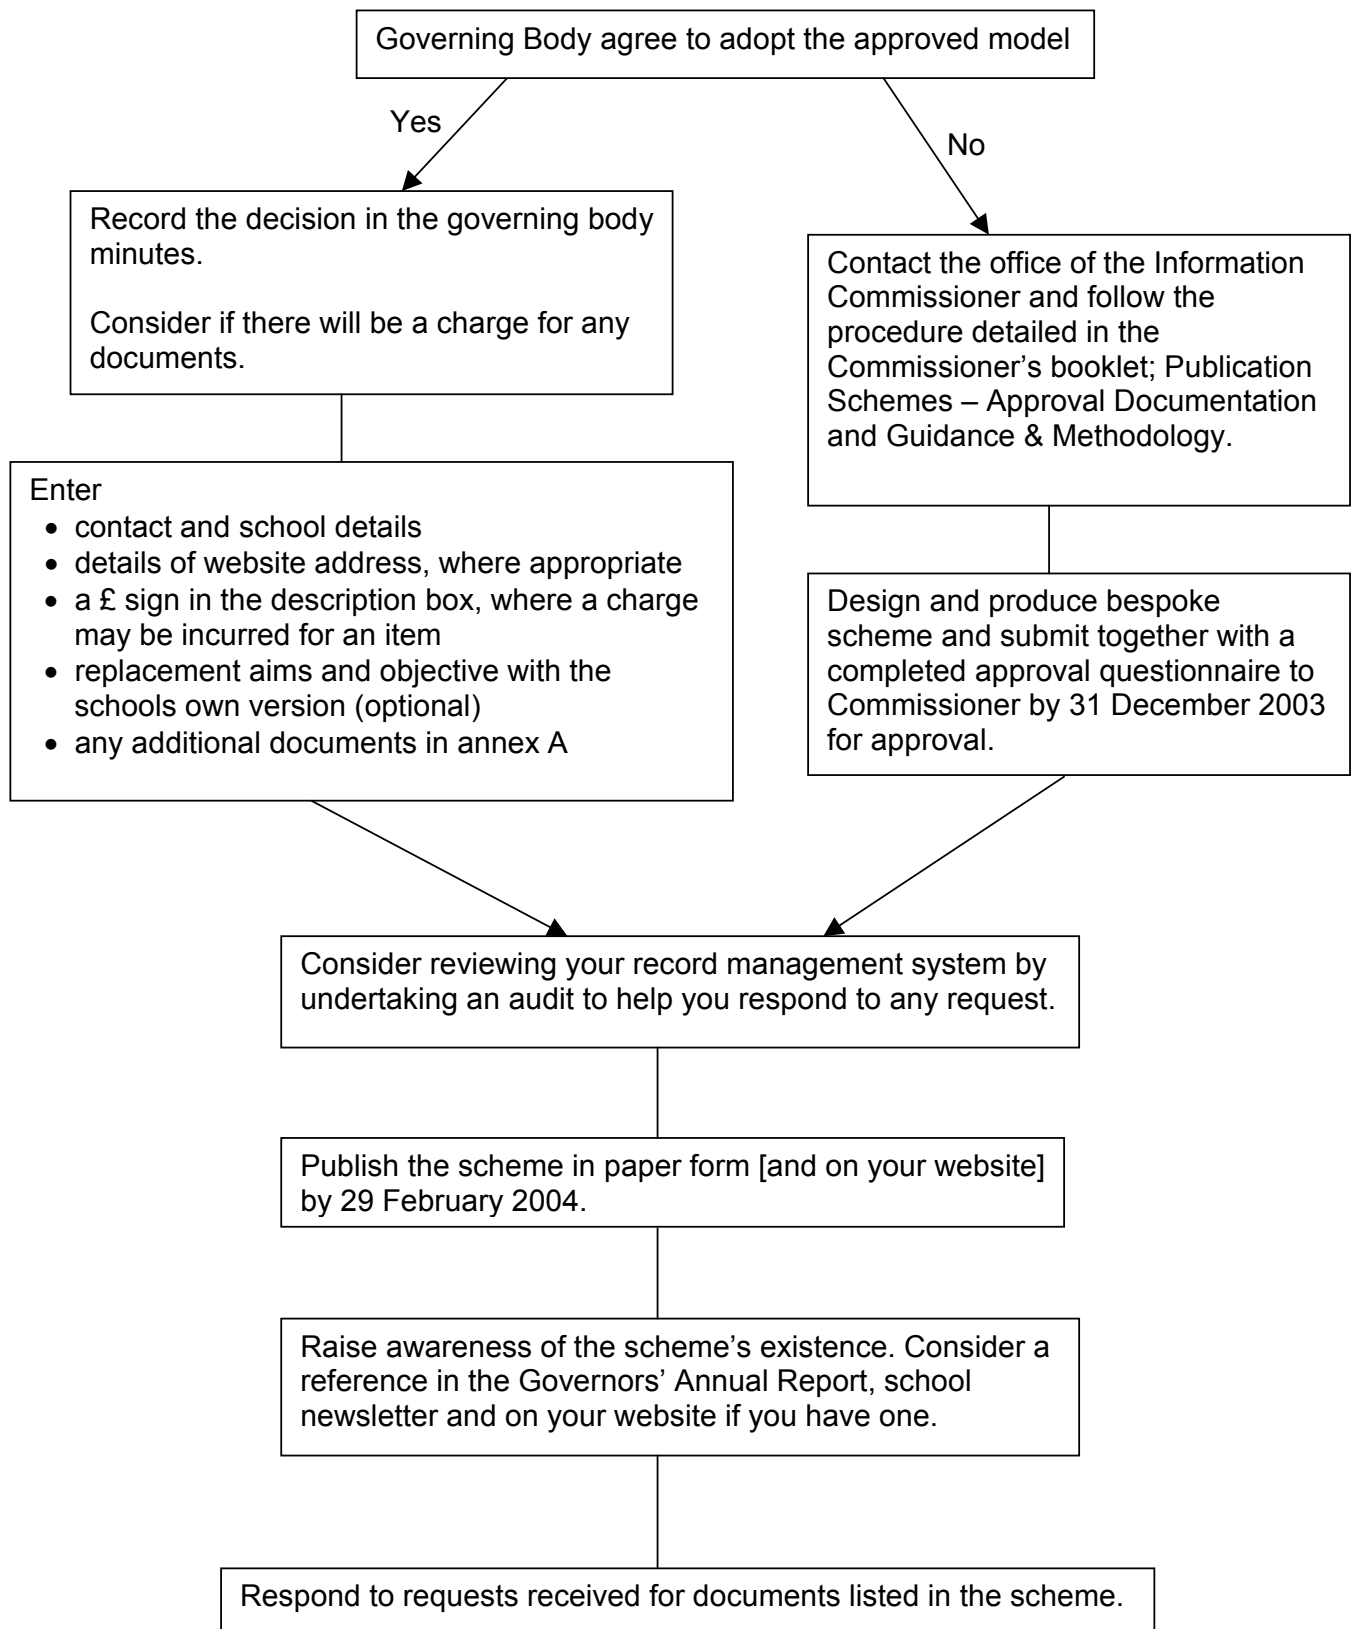 Governing Body agree to adopt the approved model
Yes
No
Record the decision in the governing body
minutes.
Consider if there will be a charge for any
documents.
Contact the office of the Information
Commissioner and follow the
procedure detailed in the
Commissioner’s booklet; Publication
Schemes – Approval Documentation
and Guidance & Methodology.
Enter
• contact and school details
• details of website address, where appropriate
• a £ sign in the description box, where a charge
may be incurred for an item
• replacement aims and objective with the
schools own version (optional)
• any additional documents in annex A
Design and produce bespoke
scheme and submit together with a
completed approval questionnaire to
Commissioner by 31 December 2003
for approval.
Consider reviewing your record management system by
undertaking an audit to help you respond to any request.
Publish the scheme in paper form [and on your website]
by 29 February 2004.
Raise awareness of the scheme’s existence. Consider a
reference in the Governors’ Annual Report, school
newsletter and on your website if you have one.
Respond to requests received for documents listed in the scheme.